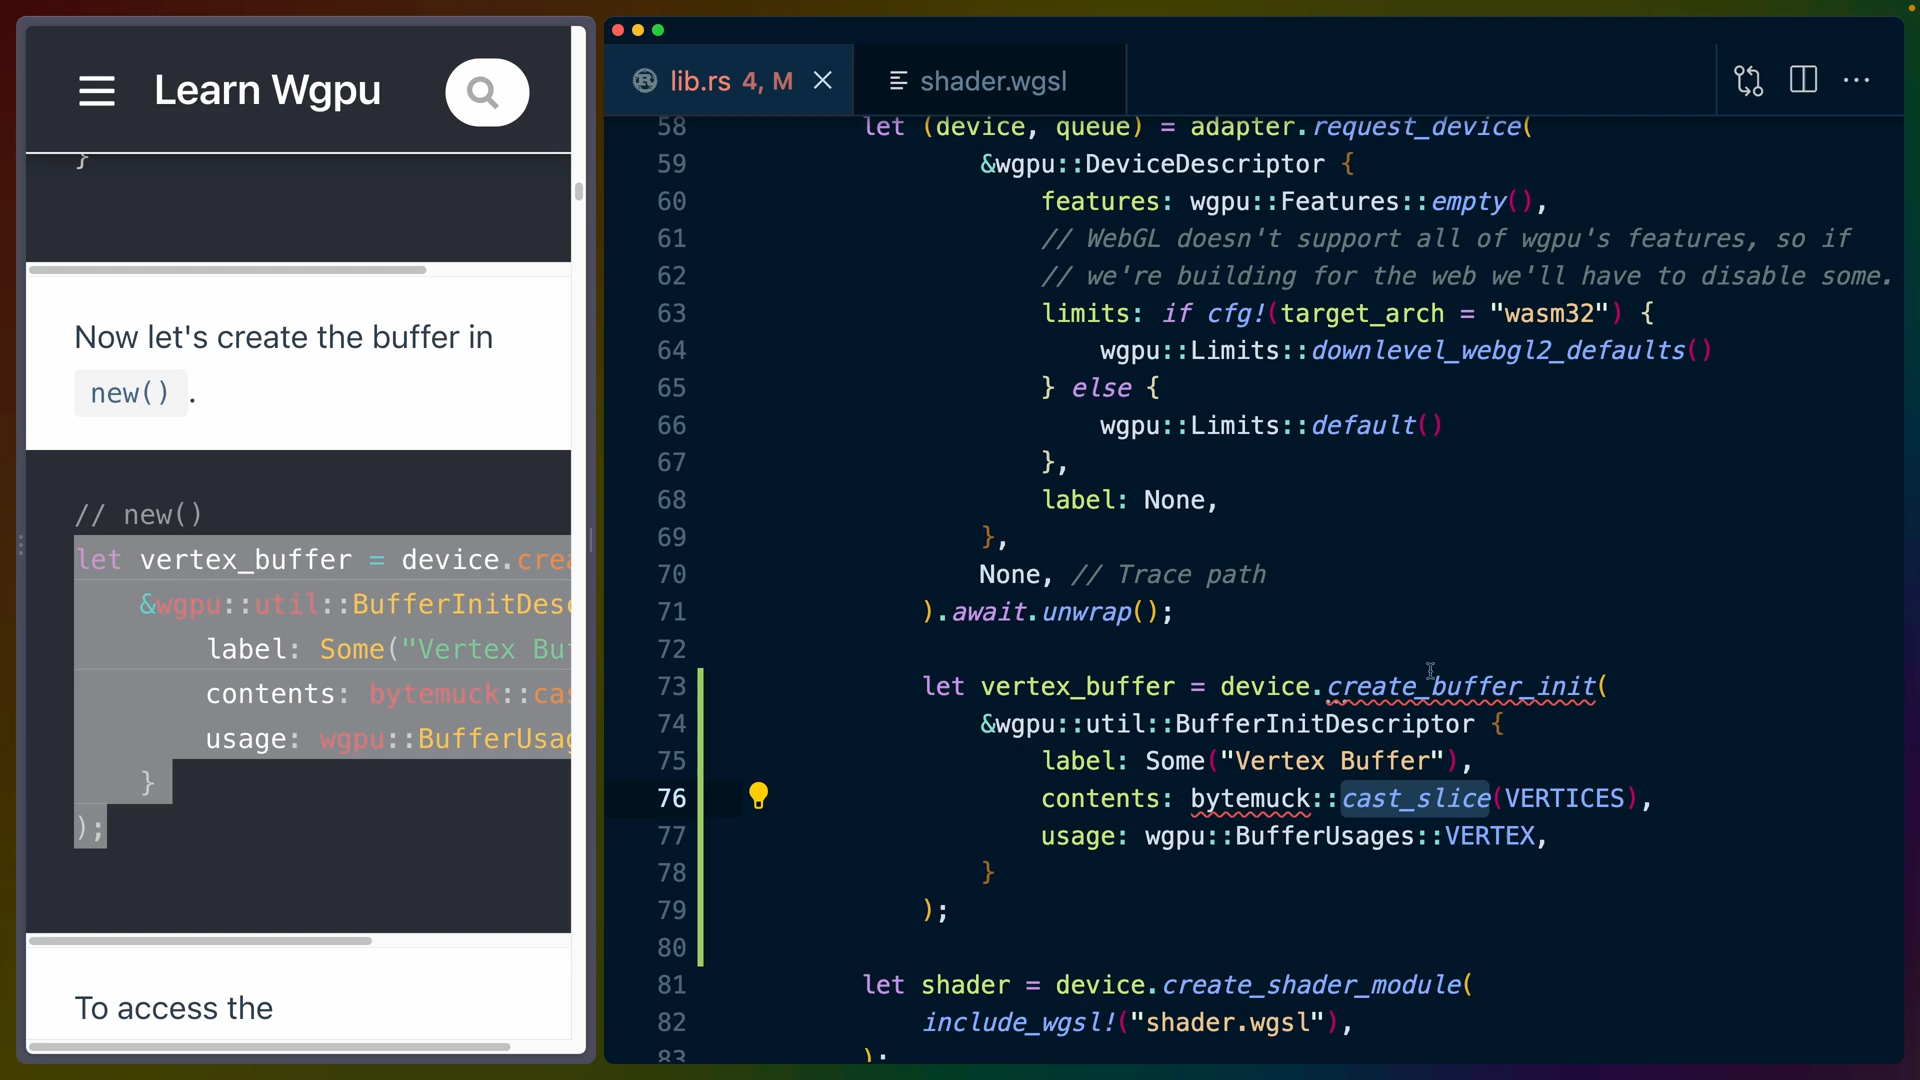 Learn Wgpu
}
Now let's create the buffer in
new() .
// new()
let vertex_buffer = device.crea
&wgpu::util::BufferInitDesc
label: Some("Vertex Bu
contents: bytemuck::cas
usage: wgpu::BufferUsag
}
);
To access the
lib.rs 4, M
shader.wgsl
58 let (device, queue) = adapter.request_device(
59 &wgpu::DeviceDescriptor {
60 features: wgpu::Features::empty(),
61 // WebGL doesn't support all of wgpu's features, so if
62 // we're building for the web we'll have to disable some.
63 limits: if cfg!(target_arch = "wasm32") {
64 wgpu::Limits::downlevel_webgl2_defaults()
65 } else {
66 wgpu::Limits::default()
67 },
68 label: None,
69 },
70 None, // Trace path
71 ).await.unwrap();
72
73 let vertex_buffer = device.create_buffer_init(
74 &wgpu::util::BufferInitDescriptor {
75 label: Some("Vertex Buffer"),
76 contents: bytemuck::cast_slice(VERTICES),
77 usage: wgpu::BufferUsages::VERTEX,
78 }
79 );
80
81 let shader = device.create_shader_module(
82 include_wgsl!("shader.wgsl"),
83 );